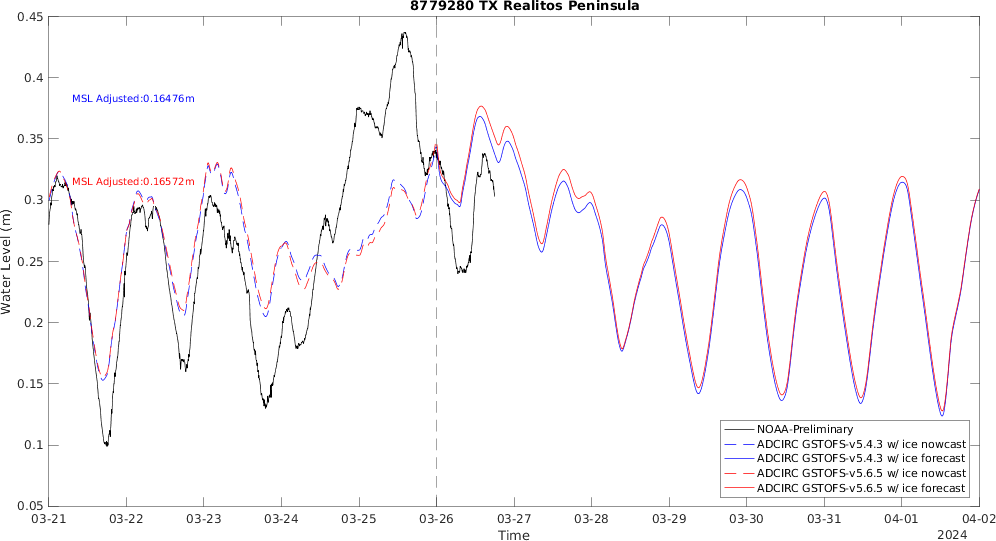 8779280 TX Realitos Peninsula
0.45
0.4
0.35
0.3
0.25
0.2
0.15
0.1
0.05
Water Level (m)
MSL Adjusted:0.16476m
MSL Adjusted:0.16572m
NOAA-Preliminary
ADCIRC GSTOFS-v5.4.3 w/ ice nowcast
ADCIRC GSTOFS-v5.4.3 w/ ice forecast
ADCIRC GSTOFS-v5.6.5 w/ ice nowcast
ADCIRC GSTOFS-v5.6.5 w/ ice forecast
03-21 03-22 03-23 03-24 03-25 03-26 03-27 03-28 03-29 03-30 03-31 04-01 04-02
Time
2024